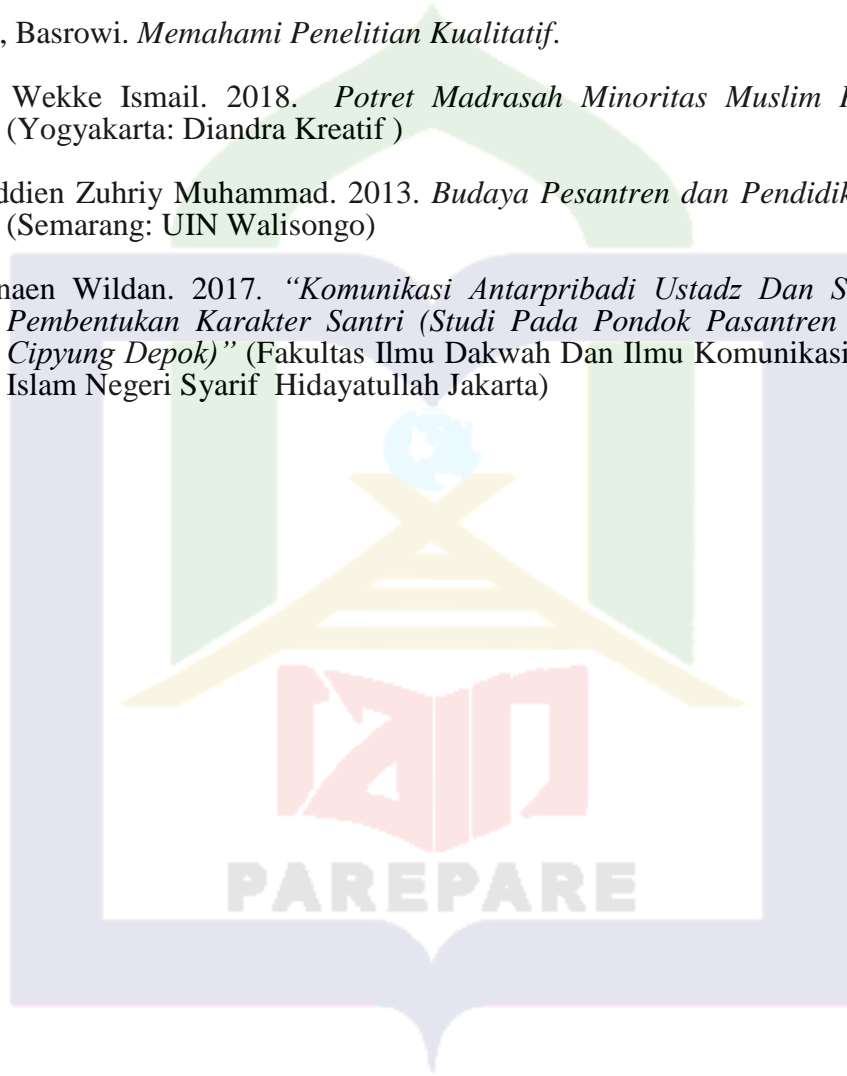 , Basrowi. Memahami Penelitian Kualitatif.
Wekke Ismail. 2018. Potret Madrasah Minoritas Muslim
(Yogyakarta: Diandra Kreatif )
ddien Zuhriy Muhammad. 2013. Budaya Pesantren dan Pendidik
(Semarang: UIN Walisongo)
naen Wildan. 2017. “Komunikasi Antarpribadi Ustadz Dan S
Pembentukan Karakter Santri (Studi Pada Pondok Pasantren
Cipyung Depok)” (Fakultas Ilmu Dakwah Dan Ilmu Komunikasi
Islam Negeri Syarif Hidayatullah Jakarta)
iain
PAREPARE